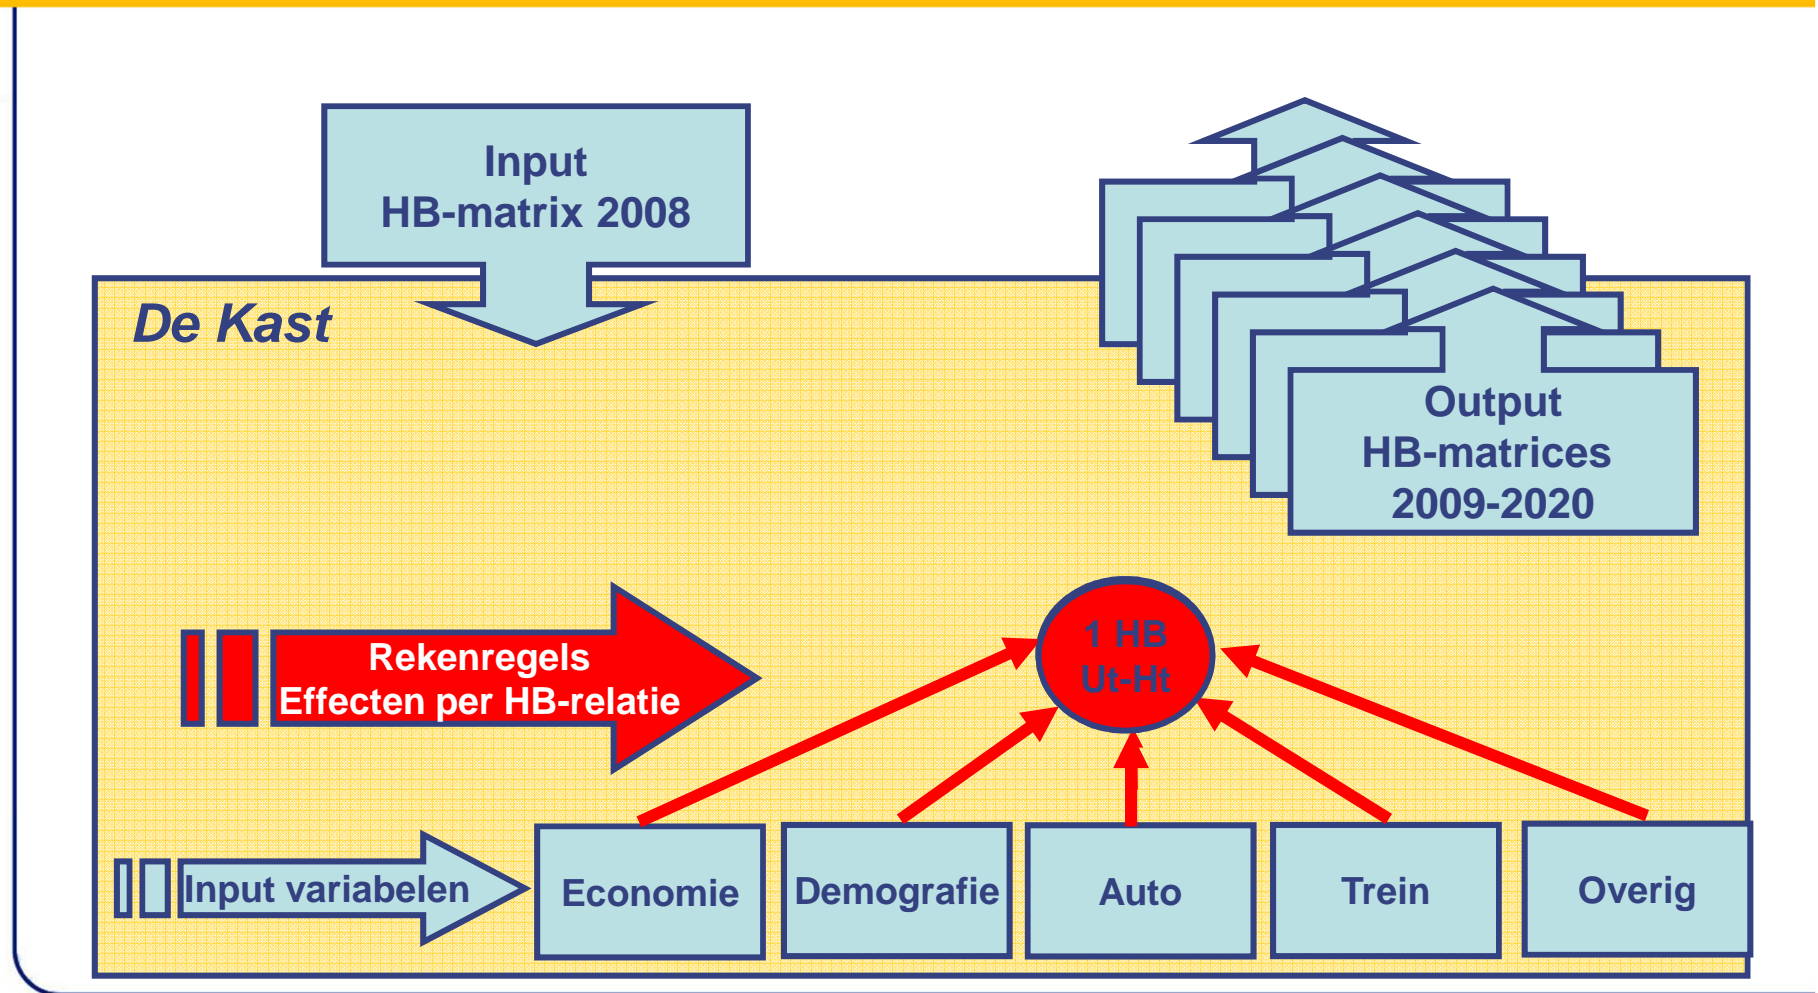 Input
HB-matrix 2008
De Kast
Output
HB-matrices
2009-2020
Rekenregels
Effecten per HB-relatie
1 HB
Ut-Ht
Input variabelen
Economie
Demografie
Auto
Trein
Overig